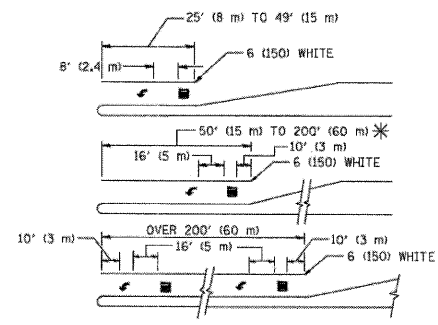 25' (8 m) TO 49' (15 m)
6 (150) WHITE
8' (2.4 m)
50' (15 m) TO 200' (60 m) ✳
16' (5 m)
10' (3 m)
6 (150) WHITE
OVER 200' (60 m)
10' (3 m)
16' (5 m)
10' (3 m)
6 (150) WHITE